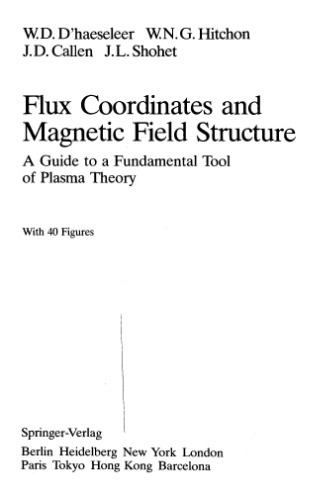 W.D. D'haeseleer W.N.G. Hitchon
J.D. Callen J.L. Shohet
Flux Coordinates and
Magnetic Field Structure
A Guide to a Fundamental Tool
of Plasma Theory
With 40 Figures
Springer-Verlag
Berlin Heidelberg New York London
Paris Tokyo Hong Kong Barcelona